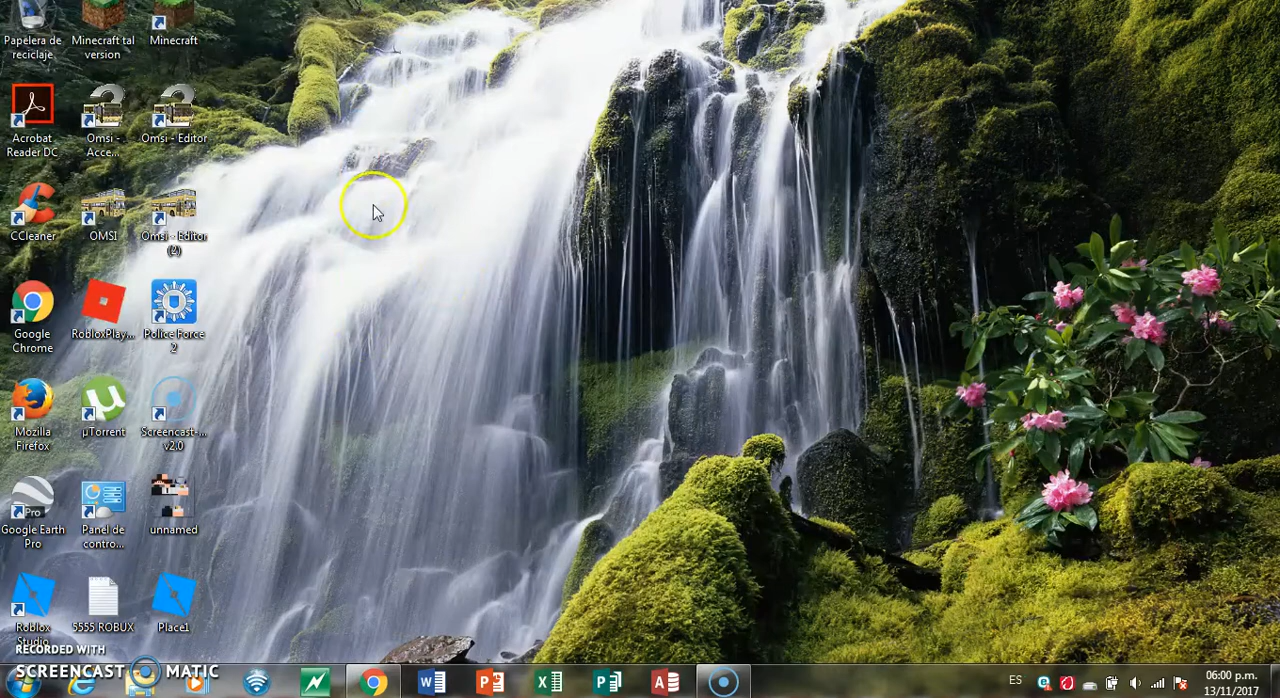 Papelera de
reciclaje
Minecraft tal
version
Minecraft
Acrobat
Reader DC
Omsi -
Acce...
Omsi - Editor
CCleaner
OMSI
Omsi - Editor
(2)
Google
Chrome
RobloxPlay...
Police Force
2
Mozilla
Firefox
µTorrent
Screencast-...
v2.0
Pro
Google Earth
Pro
Panel de
contro...
unnamed
Roblox
Studio
5555 ROBUX
Place1
RECORDED WITH
SCREENCAST MATIC
ES
06:00 p.m.
13/11/2017